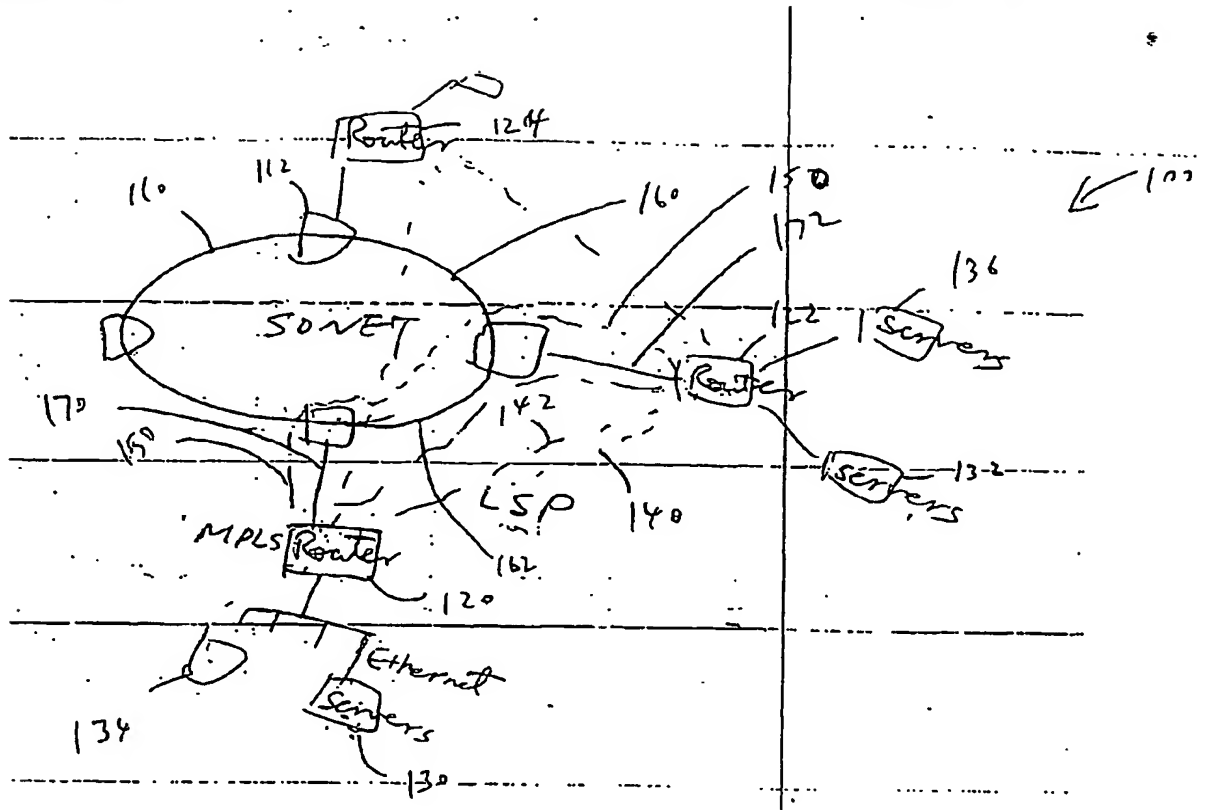 Router 124
110
112
160
150
172
100
136
SONET
122
Servers
Router
170
150
142
LSP
140
Servers 132
MPLS Router
162
120
Ethernet
Servers
134
130